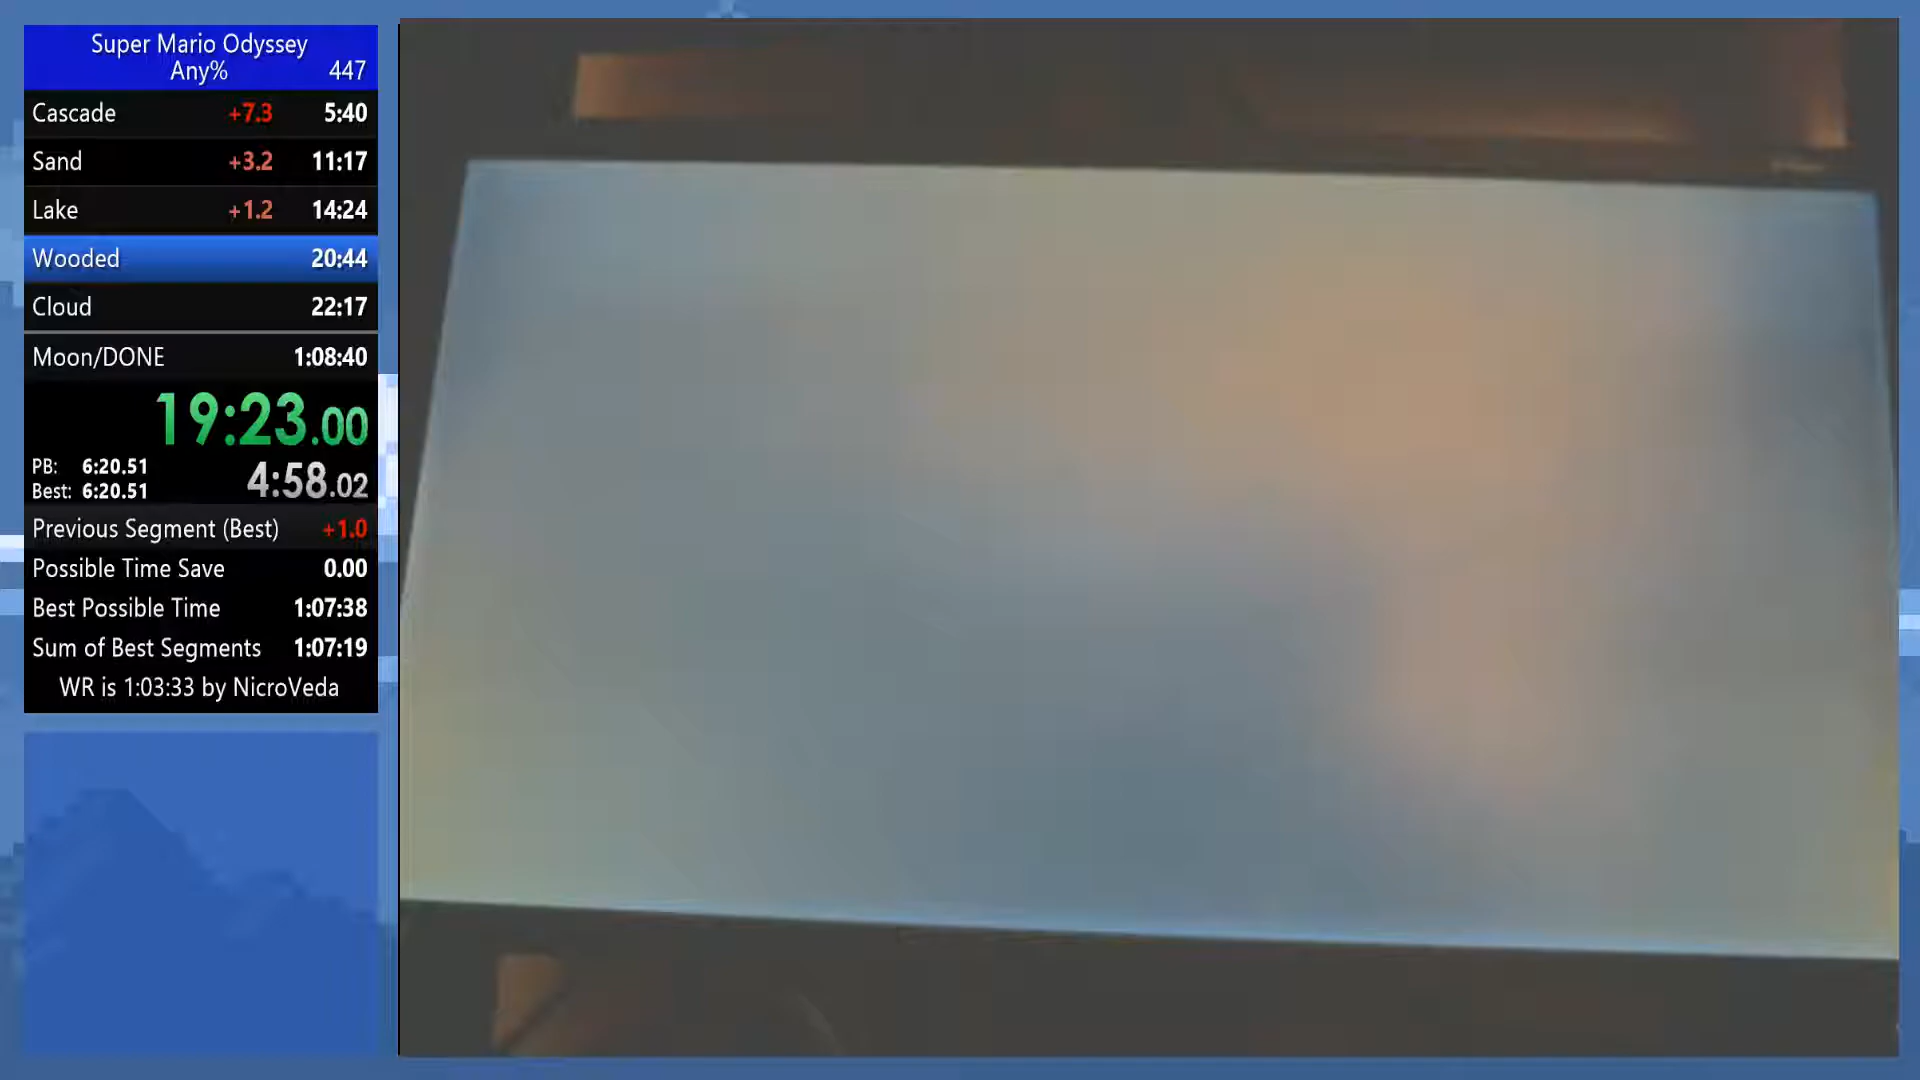 Super Mario Odyssey
Any% 447
Cascade +7.3 5:40
Sand +3.2 11:17
Lake +1.2 14:24
Wooded 20:44
Cloud 22:17
Moon/DONE 1:08:40
19:23.00
PB: 6:20.51
Best: 6:20.51
4:58.02
Previous Segment (Best) +1.0
Possible Time Save 0.00
Best Possible Time 1:07:38
Sum of Best Segments 1:07:19
WR is 1:03:33 by NicroVeda